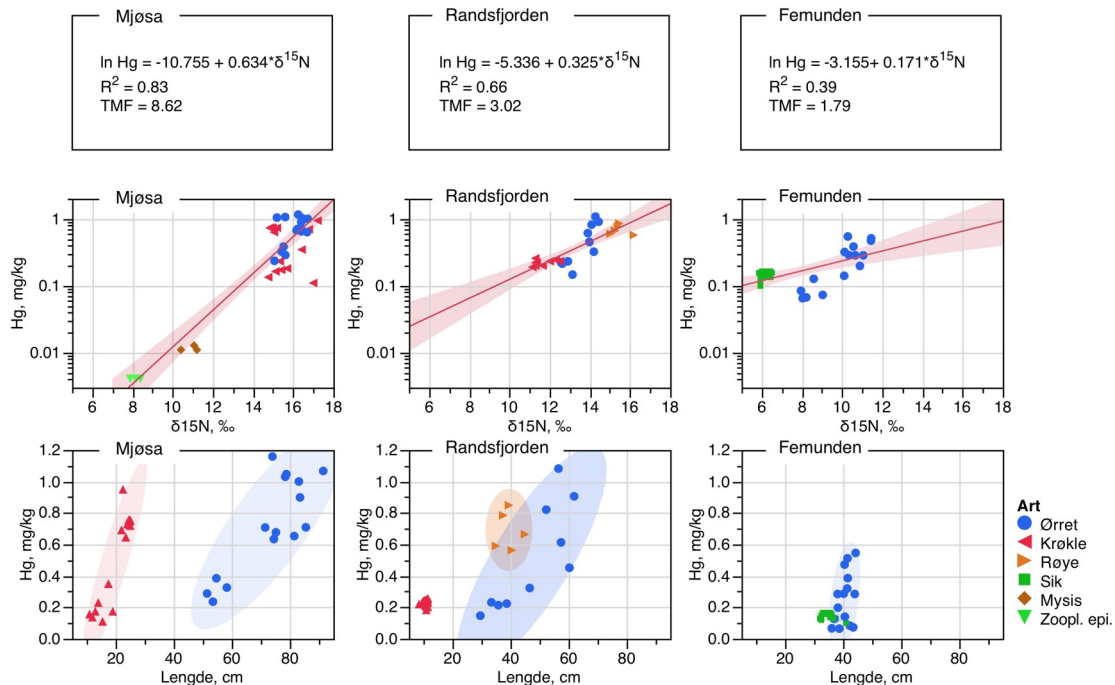 Mjøsa
ln Hg = -10.755 + 0.634*δ15N
R2 = 0.83
TMF = 8.62
Randsfjorden
ln Hg = -5.336 + 0.325*δ15N
R2 = 0.66
TMF = 3.02
Femunden
ln Hg = -3.155+ 0.171*δ15N
R2 = 0.39
TMF = 1.79
Mjøsa
Hg, mg/kg
1
0.1
0.01
6 8 10 12 14 16 18
δ15N, ‰
Randsfjorden
Hg, mg/kg
1
0.1
0.01
6 8 10 12 14 16 18
δ15N, ‰
Femunden
Hg, mg/kg
1
0.1
0.01
6 8 10 12 14 16 18
δ15N, ‰
Mjøsa
Hg, mg/kg
1.2
1.0
0.8
0.6
0.4
0.2
0.0
20 40 60 80
Lengde, cm
Randsfjorden
Hg, mg/kg
1.2
1.0
0.8
0.6
0.4
0.2
0.0
20 40 60 80
Lengde, cm
Femunden
Hg, mg/kg
1.2
1.0
0.8
0.6
0.4
0.2
0.0
20 40 60 80
Lengde, cm
Art
Ørret
Krøkle
Røye
Sik
Mysis
Zoopl. epi.